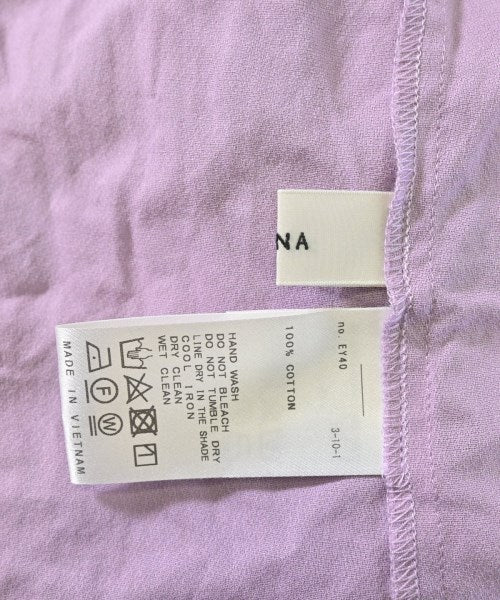 NA
no. EY40
3-10-1
100% COTTON
HAND WASH
DO NOT BLEACH
DO NOT TUMBLE DRY
LINE DRY IN THE SHADE
COOL IRON
DRY CLEAN
WET CLEAN
F
W
MADE IN VIETNAM